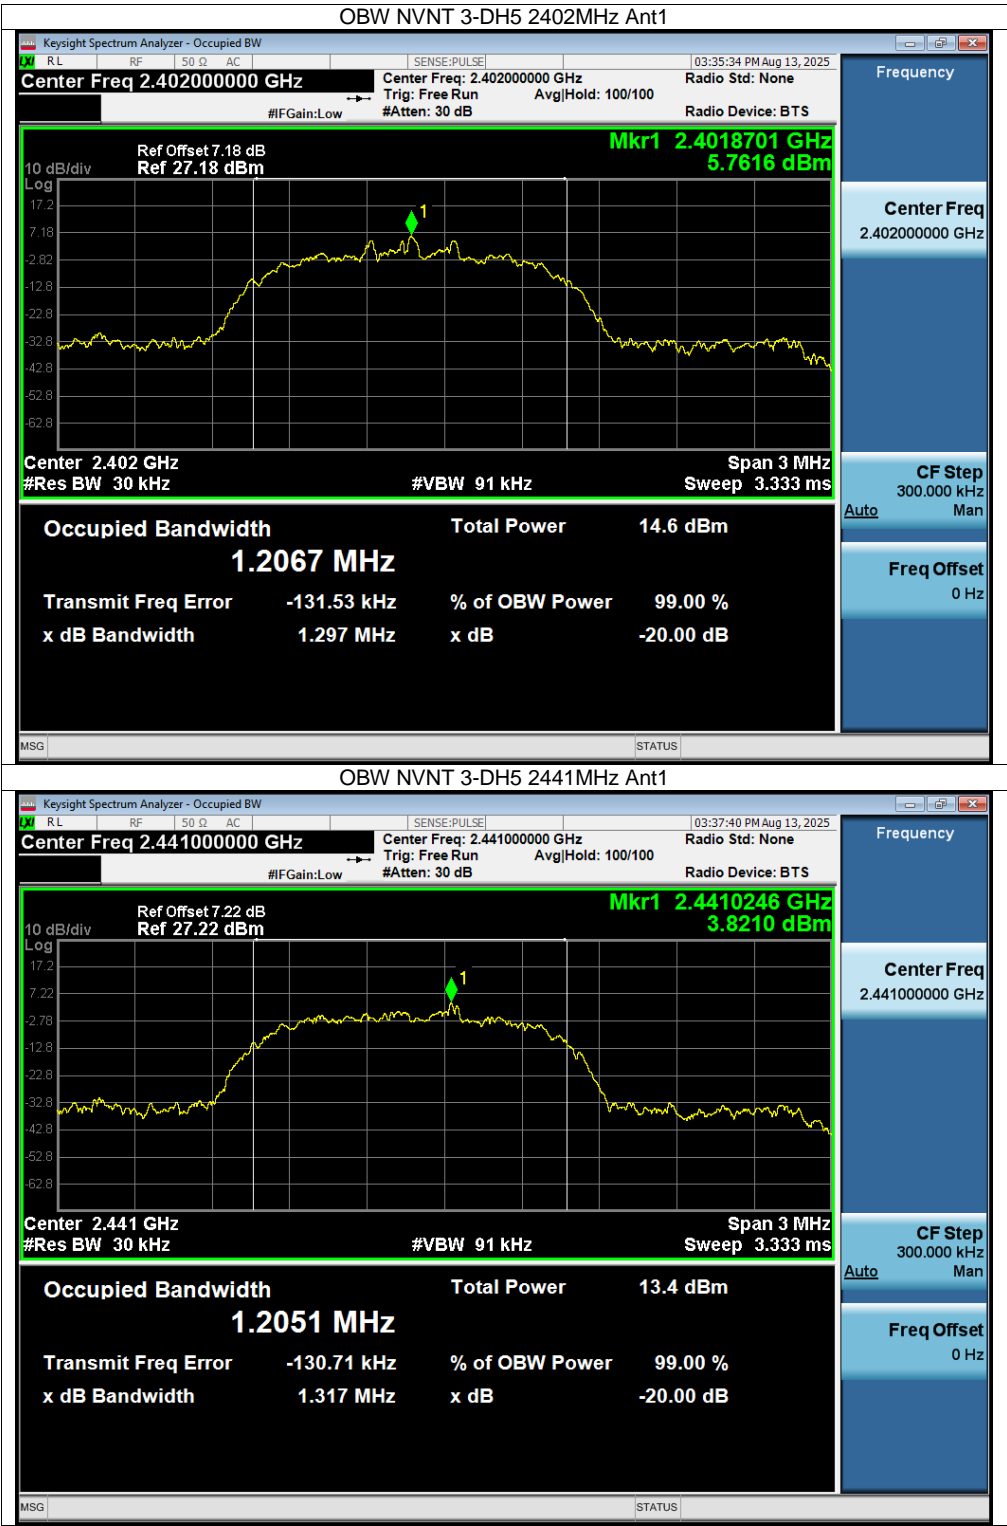 OBW NVNT 3-DH5 2402MHz Ant1
Keysight Spectrum Analyzer - Occupied BW
LXI RL RF 50 Ω AC SENSE:PULSE 03:35:34 PM Aug 13, 2025
Center Freq 2.402000000 GHz
Center Freq: 2.402000000 GHz
Radio Std: None
Trig: Free Run Avg|Hold: 100/100
#IFGain:Low #Atten: 30 dB Radio Device: BTS
Frequency
Mkr1 2.4018701 GHz
5.7616 dBm
Ref Offset 7.18 dB
10 dB/div Ref 27.18 dBm
Log
17.2
7.18
-2.82
-12.8
-22.8
-32.8
-42.8
-52.8
-62.8
1
Center 2.402 GHz Span 3 MHz
#Res BW 30 kHz #VBW 91 kHz Sweep 3.333 ms
Center Freq
2.402000000 GHz
CF Step
300.000 kHz
Auto Man
Freq Offset
0 Hz
Occupied Bandwidth Total Power 14.6 dBm
1.2067 MHz
Transmit Freq Error -131.53 kHz % of OBW Power 99.00 %
x dB Bandwidth 1.297 MHz x dB -20.00 dB
MSG STATUS
OBW NVNT 3-DH5 2441MHz Ant1
Keysight Spectrum Analyzer - Occupied BW
LXI RL RF 50 Ω AC SENSE:PULSE 03:37:40 PM Aug 13, 2025
Center Freq 2.441000000 GHz
Center Freq: 2.441000000 GHz
Radio Std: None
Trig: Free Run Avg|Hold: 100/100
#IFGain:Low #Atten: 30 dB Radio Device: BTS
Frequency
Mkr1 2.4410246 GHz
3.8210 dBm
Ref Offset 7.22 dB
10 dB/div Ref 27.22 dBm
Log
17.2
7.22
-2.78
-12.8
-22.8
-32.8
-42.8
-52.8
-62.8
1
Center 2.441 GHz Span 3 MHz
#Res BW 30 kHz #VBW 91 kHz Sweep 3.333 ms
Center Freq
2.441000000 GHz
CF Step
300.000 kHz
Auto Man
Freq Offset
0 Hz
Occupied Bandwidth Total Power 13.4 dBm
1.2051 MHz
Transmit Freq Error -130.71 kHz % of OBW Power 99.00 %
x dB Bandwidth 1.317 MHz x dB -20.00 dB
MSG STATUS